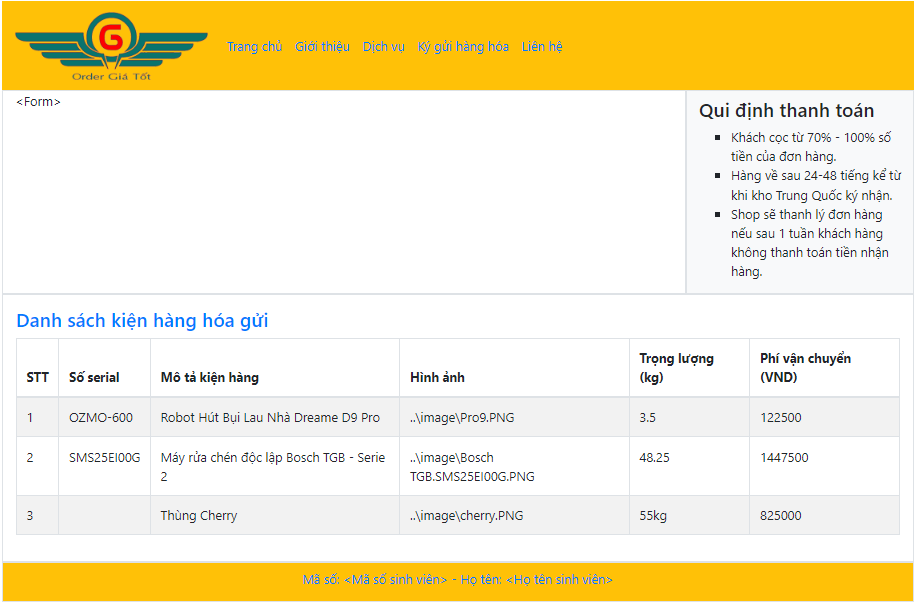 G
Order Giá Tốt
Trang chủ Giới thiệu Dịch vụ Ký gửi hàng hóa Liên hệ
<Form>
Qui định thanh toán
Khách cọc từ 70% - 100% số
tiền của đơn hàng.
Hàng về sau 24-48 tiếng kể từ
khi kho Trung Quốc ký nhận.
Shop sẽ thanh lý đơn hàng
nếu sau 1 tuần khách hàng
không thanh toán tiền nhận
hàng.
Danh sách kiện hàng hóa gửi
STT Số serial Mô tả kiện hàng Hình ảnh Trọng lượng (kg) Phí vận chuyển (VND)
1 OZMO-600 Robot Hút Bụi Lau Nhà Dreame D9 Pro ..\image\Pro9.PNG 3.5 122500
2 SMS25EI00G Máy rửa chén độc lập Bosch TGB - Serie 2 ..\image\Bosch TGB.SMS25EI00G.PNG 48.25 1447500
3 Thùng Cherry ..\image\cherry.PNG 55kg 825000
Mã số: <Mã số sinh viên> - Họ tên: <Họ tên sinh viên>